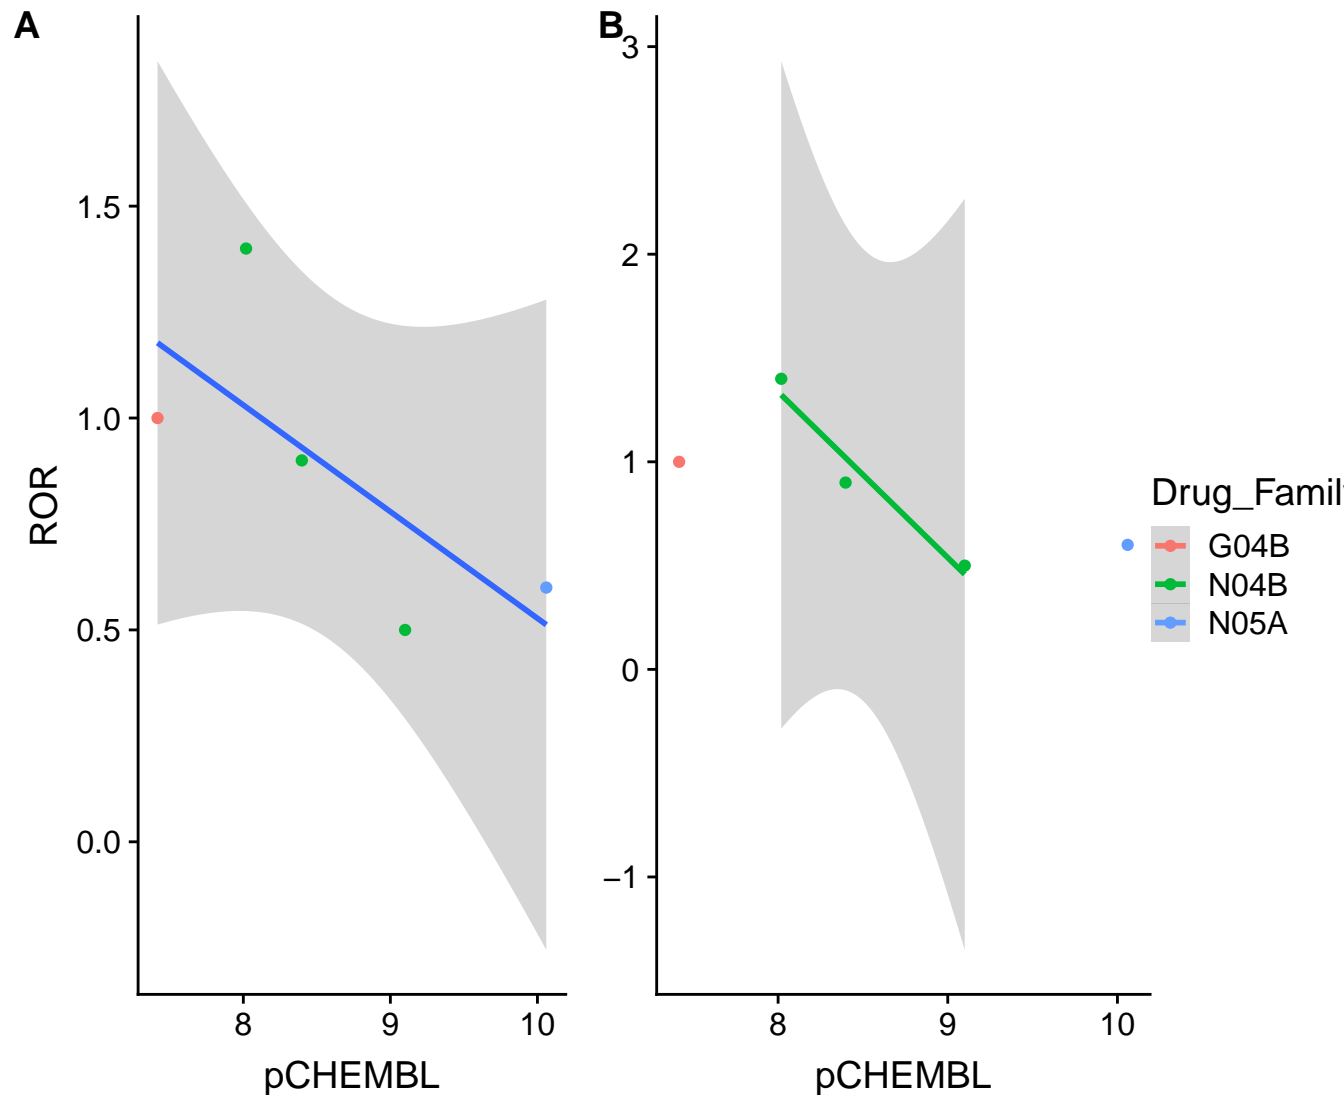 A
ROR
1.5
1.0
0.5
0.0
8 9 10
pCHEMBL
B
3
2
1
0
−1
8 9 10
pCHEMBL
Drug_Famil
G04B
N04B
N05A